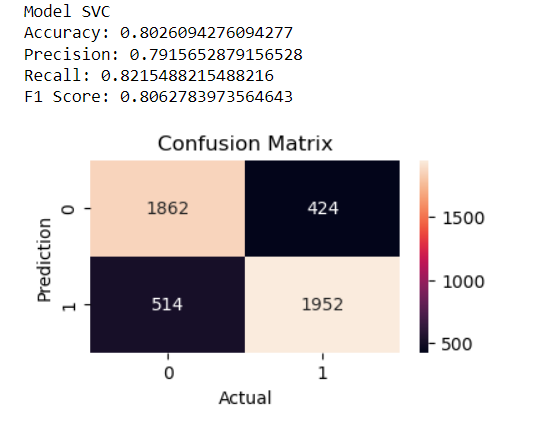 Model SVC
Accuracy: 0.8026094276094277
Precision: 0.7915652879156528
Recall: 0.8215488215488216
F1 Score: 0.8062783973564643
Confusion Matrix
0 1862 424
1 514 1952
0 1
Prediction
Actual
1500
1000
500